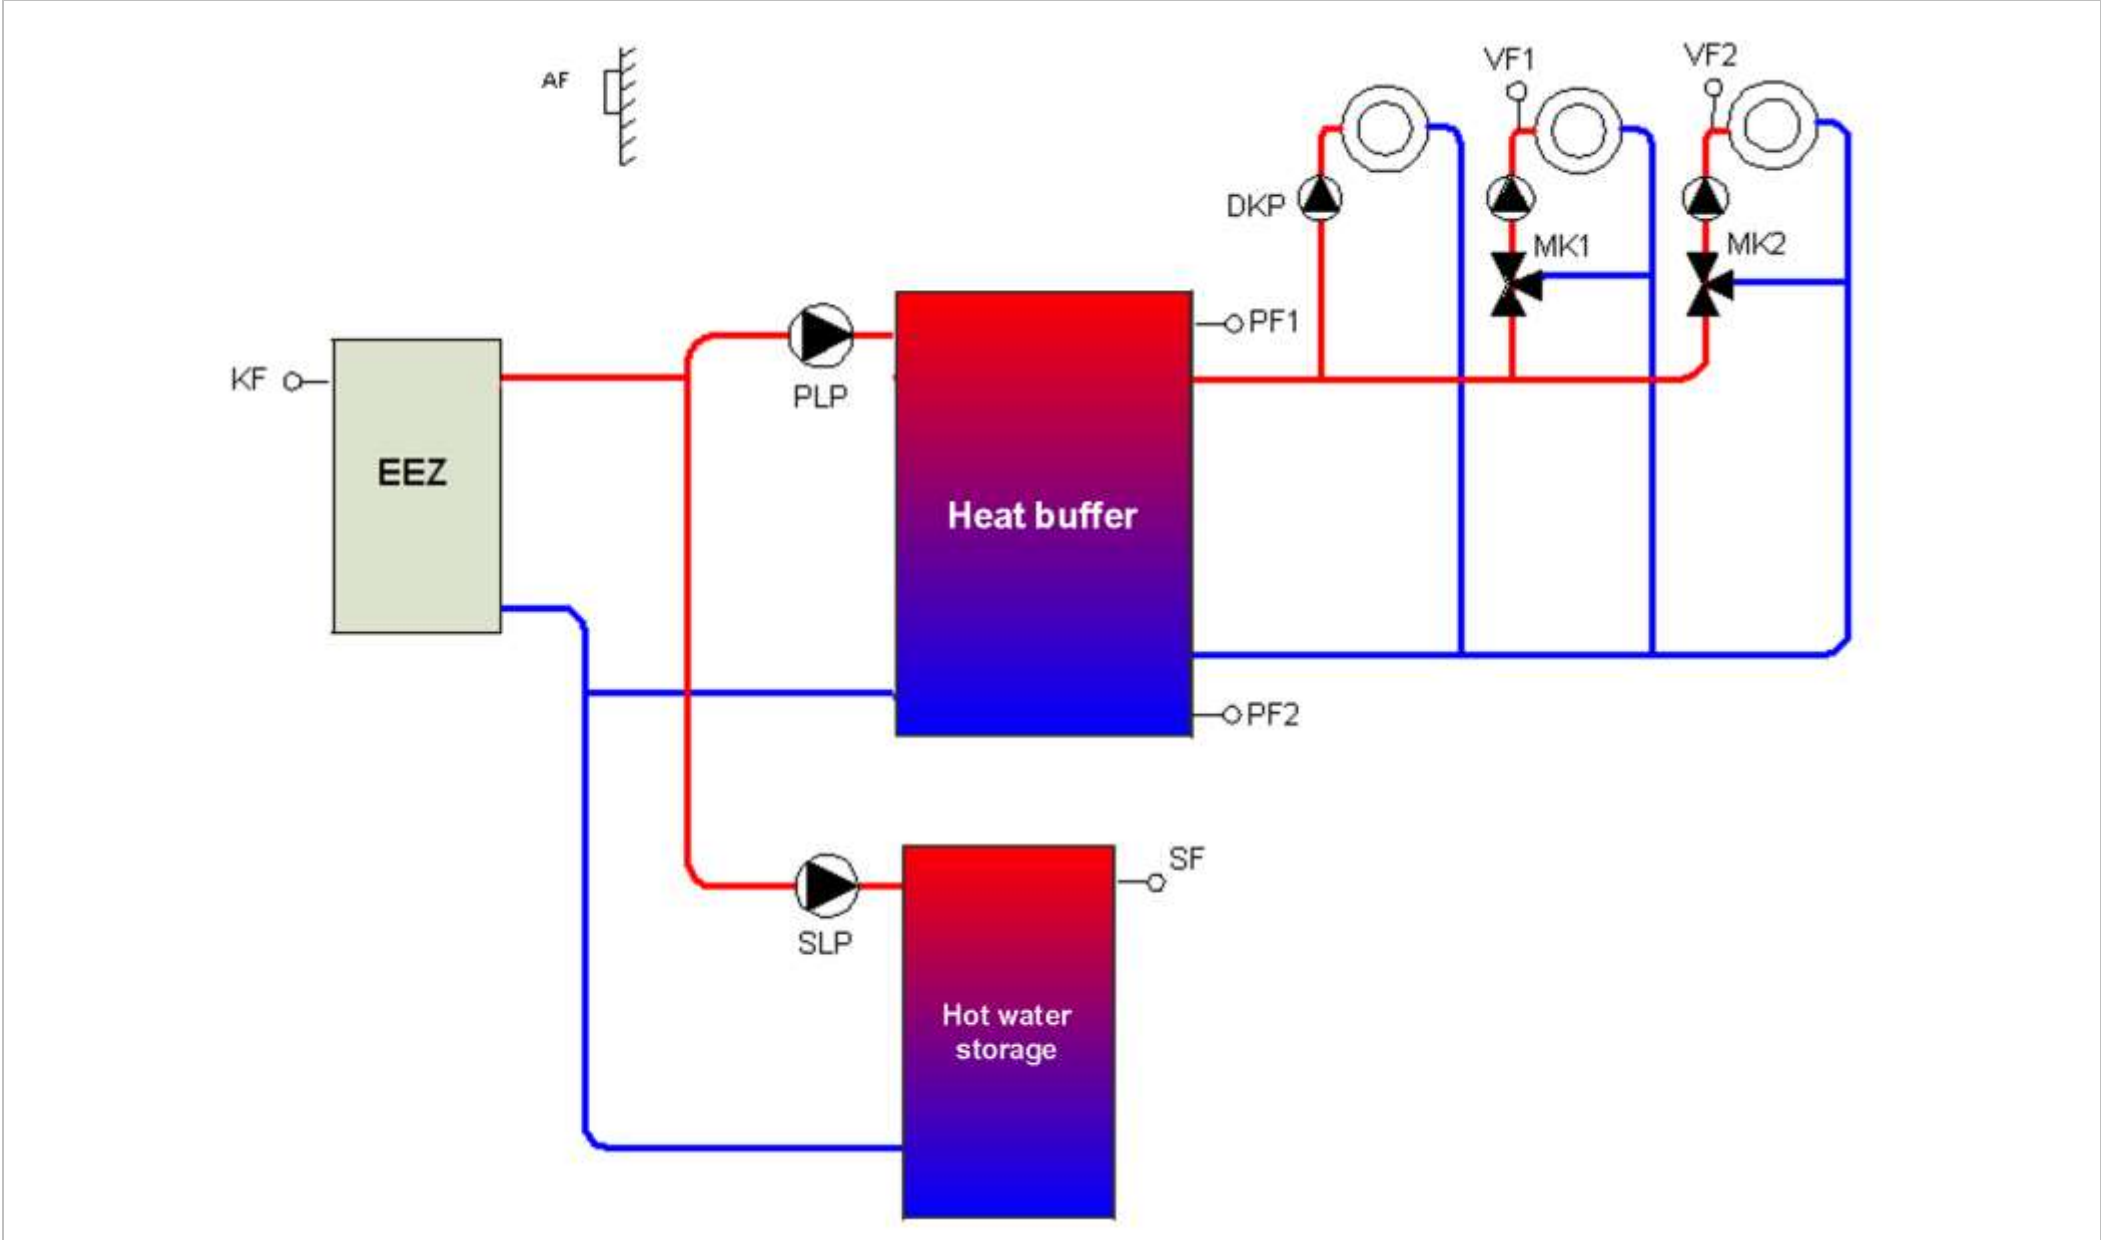 AF
VF1
VF2
DKP
MK1
MK2
PF1
KF
PLP
EEZ
Heat buffer
PF2
SF
SLP
Hot water
storage